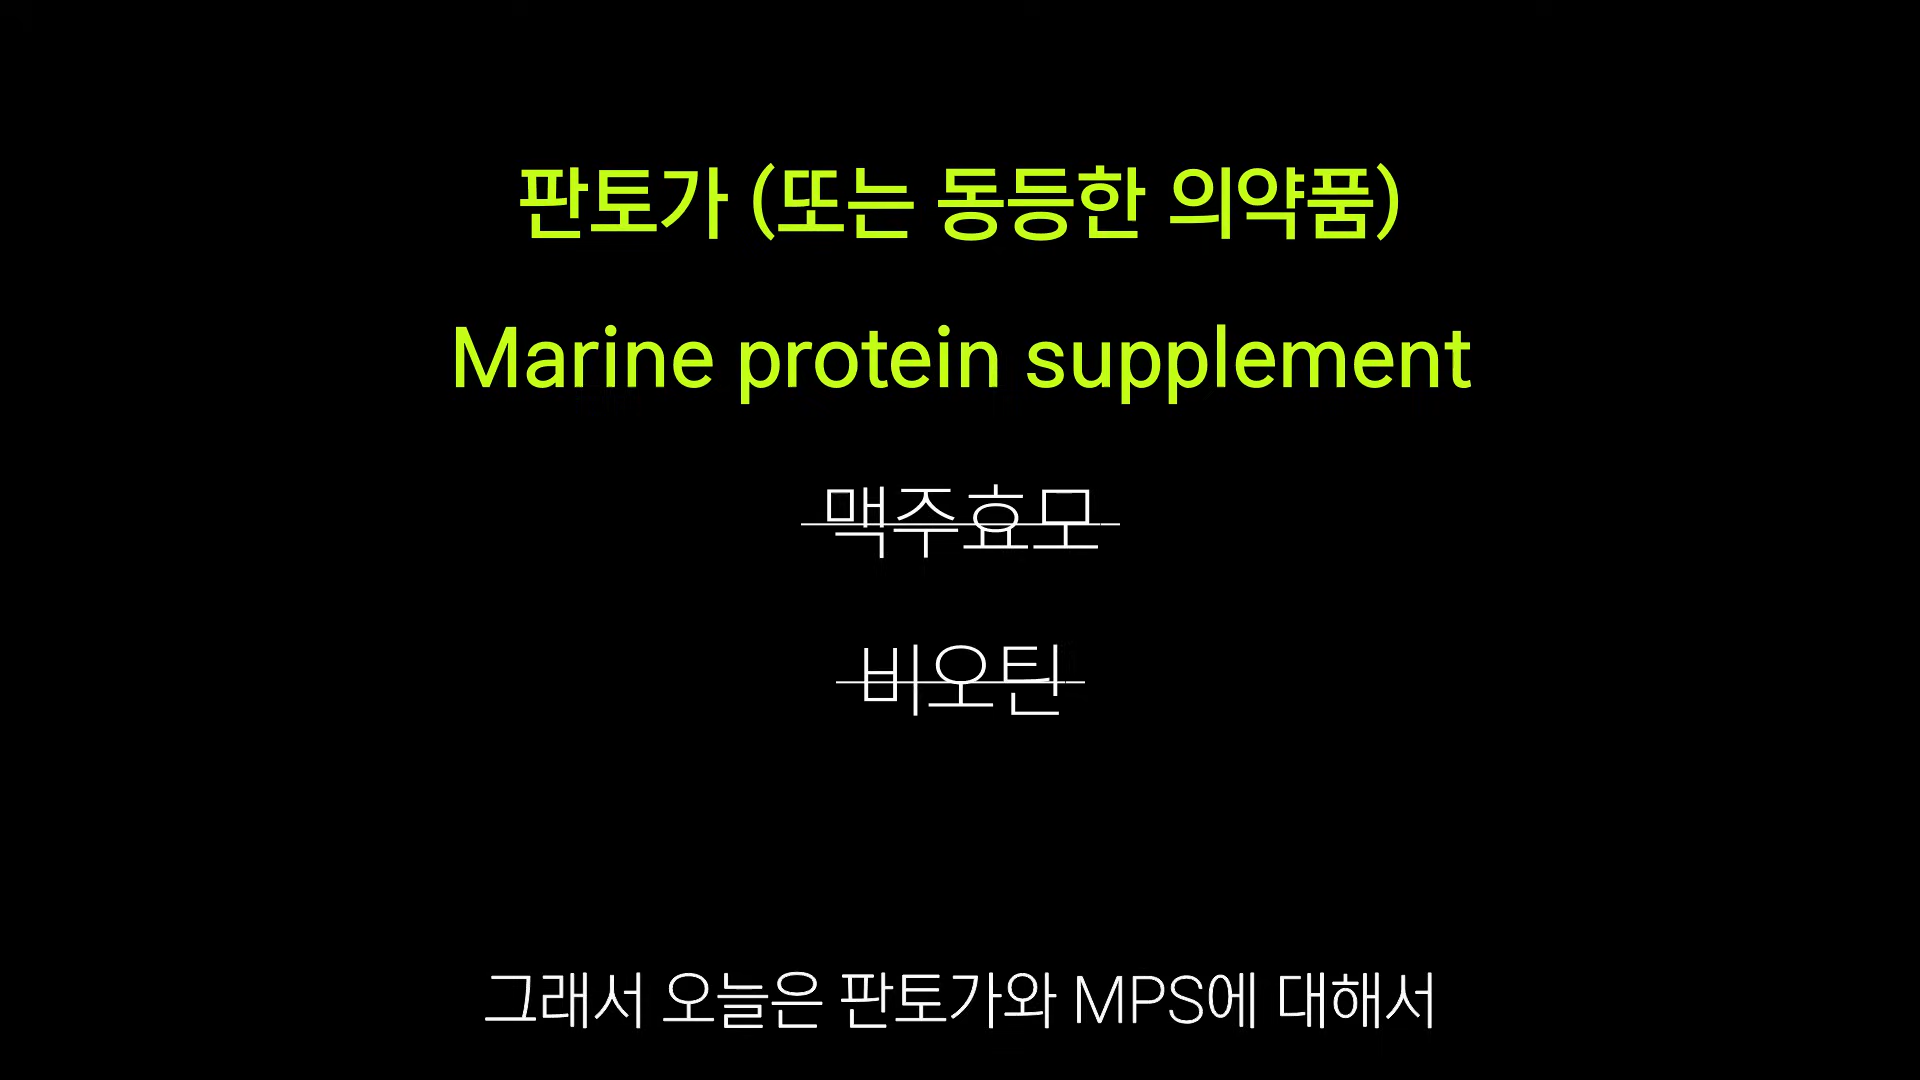 판토가 (또는 동등한 의약품)
Marine protein supplement
맥주효모
비오틴
그래서 오늘은 판토가와 MPS에 대해서